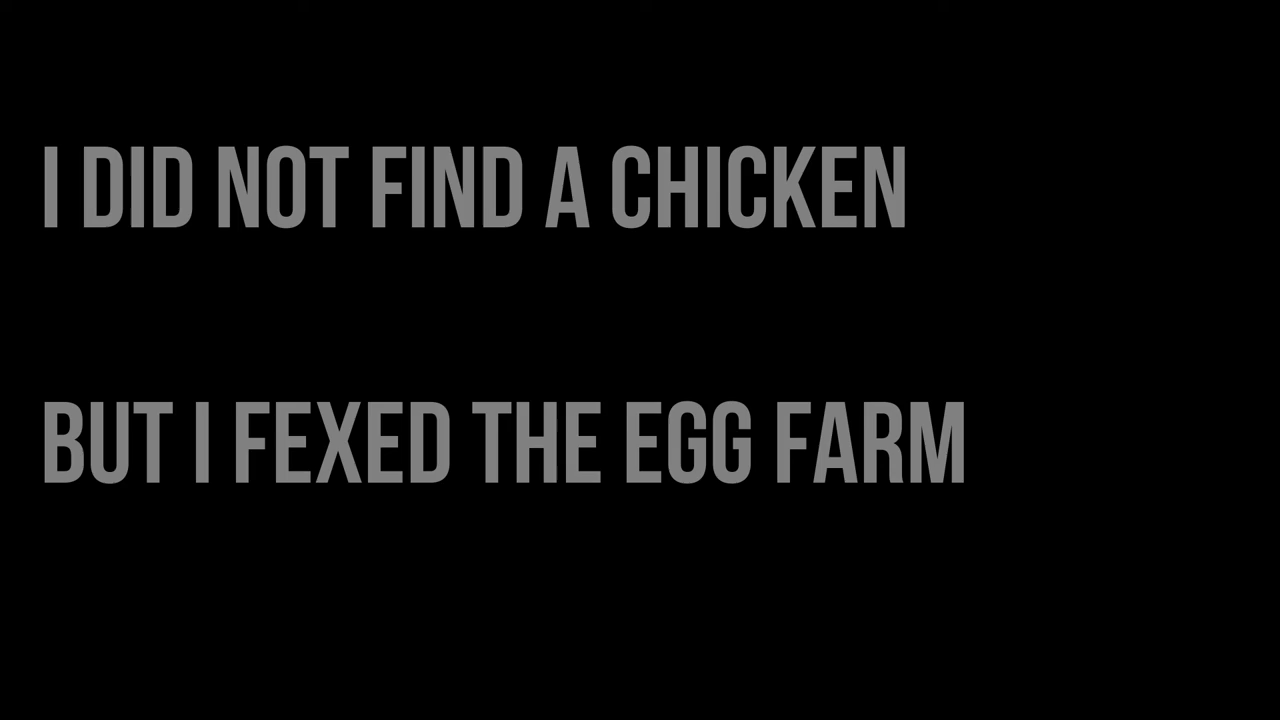 I DID NOT FIND A CHICKEN
BUT I FEXED THE EGG FARM